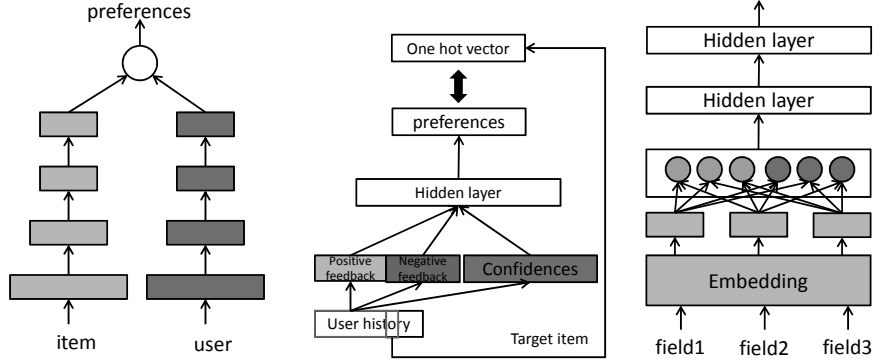 preferences
item
user
One hot vector
preferences
Hidden layer
Positive
feedback
Negative
feedback
Confidences
User history
Target item
Hidden layer
Hidden layer
Embedding
field1
field2
field3